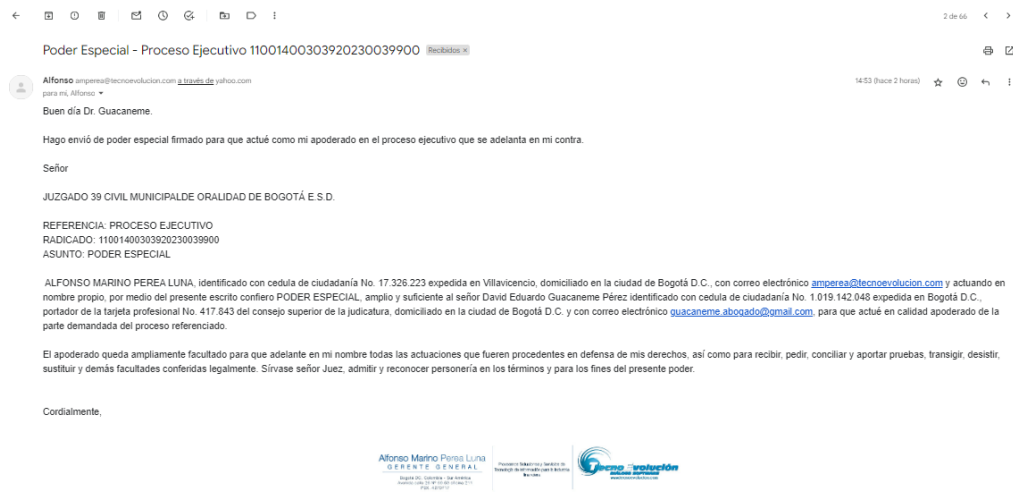 2 de 66
Poder Especial - Proceso Ejecutivo 11001400303920230039900 Recibidos ×
Alfonso amperea@tecnoevolucion.com a través de yahoo.com
14:53 (hace 2 horas)
para mí, Alfonso
Buen día Dr. Guacaneme.
Hago envió de poder especial firmado para que actué como mi apoderado en el proceso ejecutivo que se adelanta en mi contra.
Señor
JUZGADO 39 CIVIL MUNICIPALDE ORALIDAD DE BOGOTÁ E.S.D.
REFERENCIA: PROCESO EJECUTIVO
RADICADO: 11001400303920230039900
ASUNTO: PODER ESPECIAL
ALFONSO MARINO PEREA LUNA, identificado con cedula de ciudadanía No. 17.326.223 expedida en Villavicencio, domiciliado en la ciudad de Bogotá D.C., con correo electrónico amperea@tecnoevolucion.com y actuando en
nombre propio, por medio del presente escrito confiero PODER ESPECIAL, amplio y suficiente al señor David Eduardo Guacaneme Pérez identificado con cedula de ciudadanía No. 1.019.142.048 expedida en Bogotá D.C.,
portador de la tarjeta profesional No. 417.843 del consejo superior de la judicatura, domiciliado en la ciudad de Bogotá D.C. y con correo electrónico guacaneme.abogado@gmail.com, para que actué en calidad apoderado de la
parte demandada del proceso referenciado.
El apoderado queda ampliamente facultado para que adelante en mi nombre todas las actuaciones que fueren procedentes en defensa de mis derechos, así como para recibir, pedir, conciliar y aportar pruebas, transigir, desistir,
sustituir y demás facultades conferidas legalmente. Sírvase señor Juez, admitir y reconocer personería en los términos y para los fines del presente poder.
Cordialmente,
Alfonso Marino Perea Luna
GERENTE GENERAL
Tecno Evolución